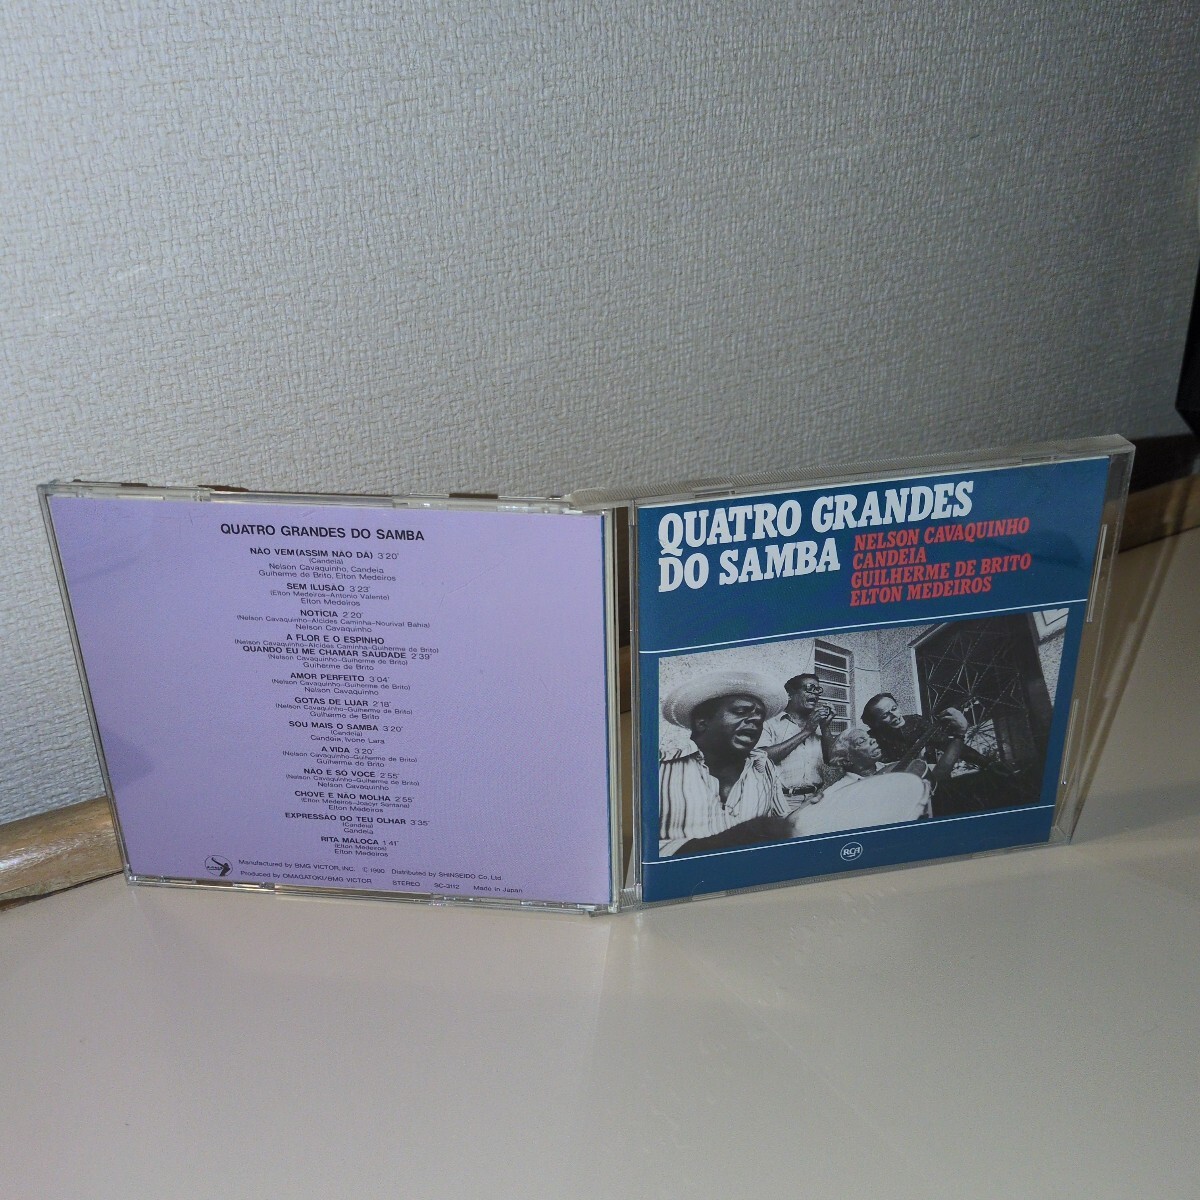 QUATRO GRANDES DO SAMBA
NÃO VEM (ASSIM NÃO DÁ) 3'20"
(Candeia)
Nelson Cavaquinho, Candeia
Guilherme de Brito, Elton Medeiros
SEM ILUSÃO 3'23"
(Elton Medeiros-Antonio Valente)
Elton Medeiros
NOTÍCIA 2'20"
(Nelson Cavaquinho-Alcides Caminha-Nourival Bahia)
Nelson Cavaquinho
A FLOR E O ESPINHO
(Nelson Cavaquinho-Alcides Caminha-Guilherme de Brito)
QUANDO EU ME CHAMAR SAUDADE 2'39"
(Nelson Cavaquinho-Guilherme de Brito)
Guilherme de Brito
AMOR PERFEITO 3'04"
(Nelson Cavaquinho-Guilherme de Brito)
Nelson Cavaquinho
GOTAS DE LUAR 2'18"
(Nelson Cavaquinho-Guilherme de Brito)
Guilherme de Brito
SOU MAIS O SAMBA 3'20"
(Candeia)
Candeia, Ivone Lara
A VIDA 3'20"
(Nelson Cavaquinho-Guilherme de Brito)
Guilherme de Brito
NÃO E SO VOCE 2'55"
(Nelson Cavaquinho-Guilherme de Brito)
Nelson Cavaquinho
CHOVE E NÃO MOLHA 2'55"
(Elton Medeiros-Joacyr Santana)
Elton Medeiros
EXPRESSÃO DO TEU OLHAR 3'35"
(Candeia)
Candeia
RITA MALOCA 1'41"
(Elton Medeiros)
Elton Medeiros
Manufactured by BMG VICTOR, INC. © 1990 Distributed by SHINSEIDO Co., Ltd
Produced by OMAGATOKI/BMG VICTOR STEREO SC-3112 Made in Japan
QUATRO GRANDES
DO SAMBA
NELSON CAVAQUINHO
CANDEIA
GUILHERME DE BRITO
ELTON MEDEIROS
RCA